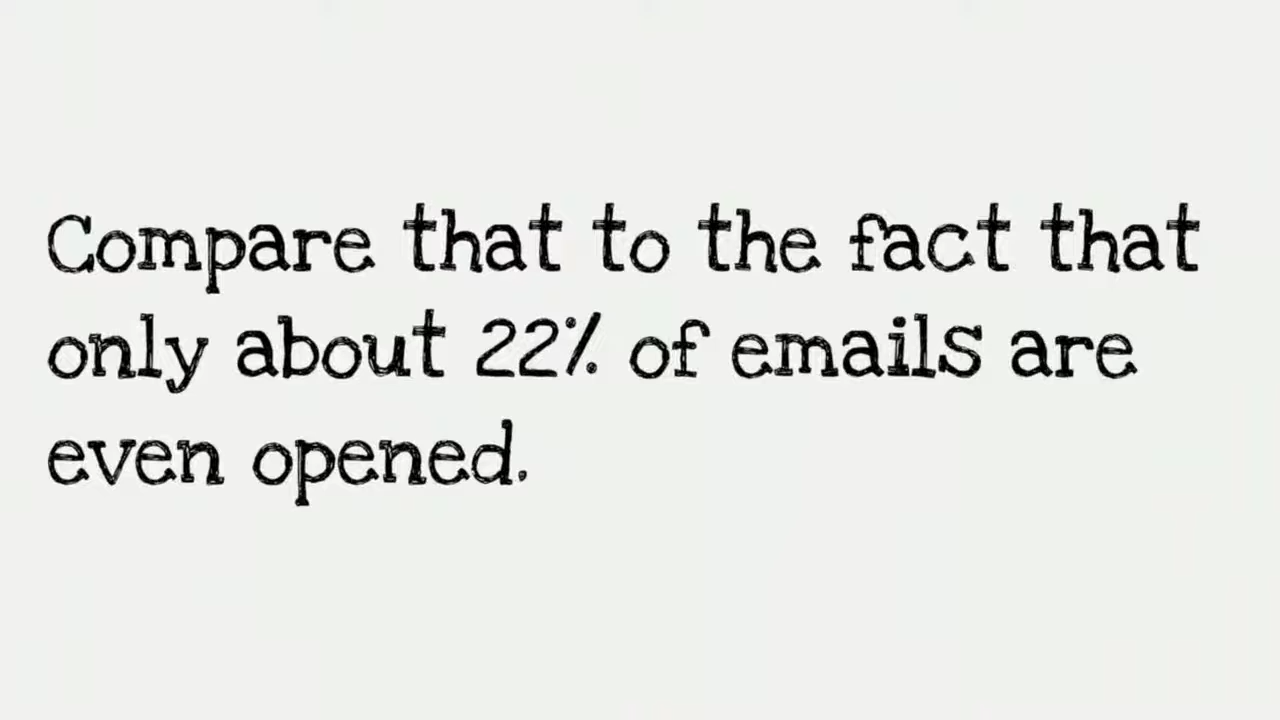 Compare that to the fact that
only about 22% of emails are
even opened.